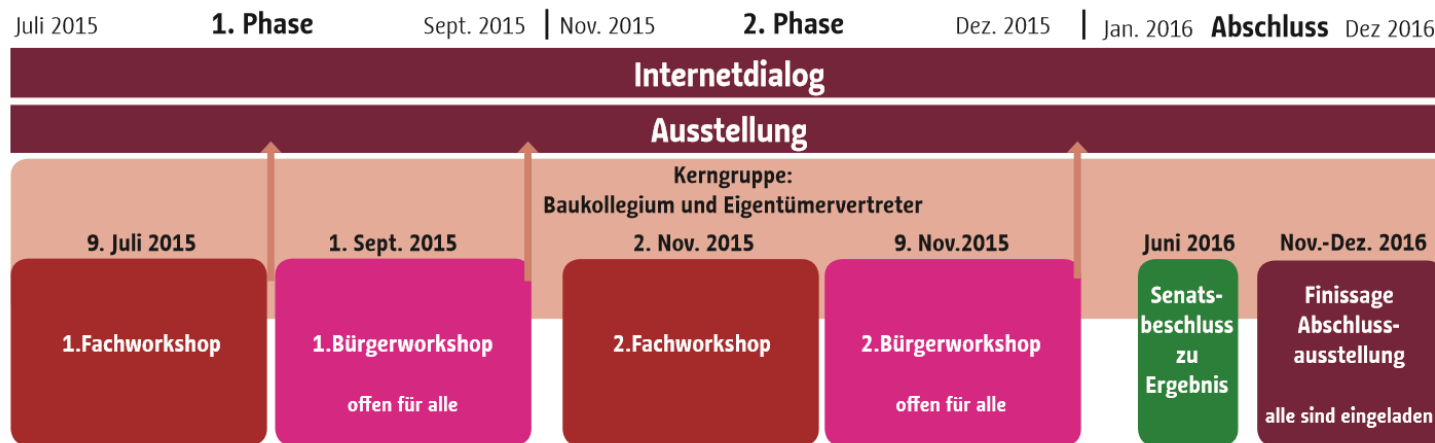 Juli 2015 1. Phase Sept. 2015 | Nov. 2015 2. Phase Dez. 2015 | Jan. 2016 Abschluss Dez 2016
Internetdialog
Ausstellung
Kerngruppe:
Baukollegium und Eigentümervertreter
9. Juli 2015 1. Sept. 2015 2. Nov. 2015 9. Nov.2015 Juni 2016 Nov.-Dez. 2016
1.Fachworkshop
1.Bürgerworkshop
offen für alle
2.Fachworkshop
2.Bürgerworkshop
offen für alle
Senats-
beschluss
zu
Ergebnis
Finissage
Abschluss-
ausstellung
alle sind eingeladen